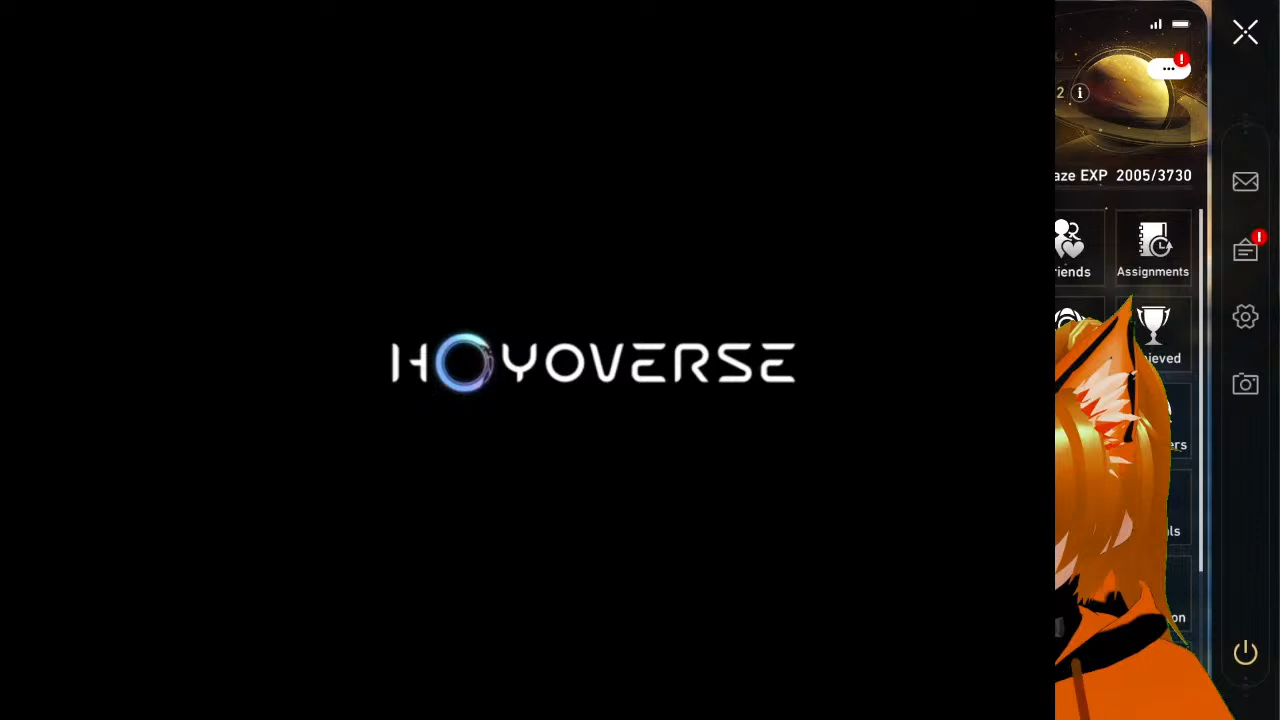 HOYOVERSE
2
aze EXP 2005/3730
riends
Assignments
ieved
ers
ls
on